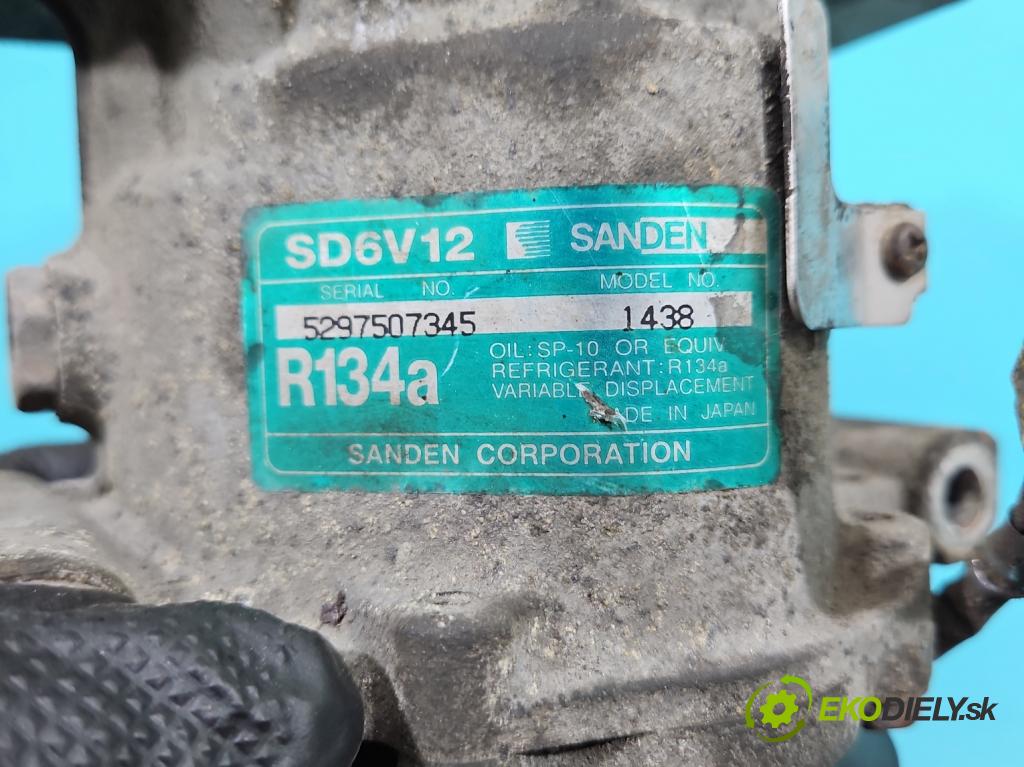 SD6V12 SANDEN
SERIAL NO. MODEL NO.
5297507345 1438
R134a
OIL: SP-10 OR EQUIV
REFRIGERANT: R134a
VARIABLE DISPLACEMENT
ADE IN JAPAN
SANDEN CORPORATION
EKODIELY.sk